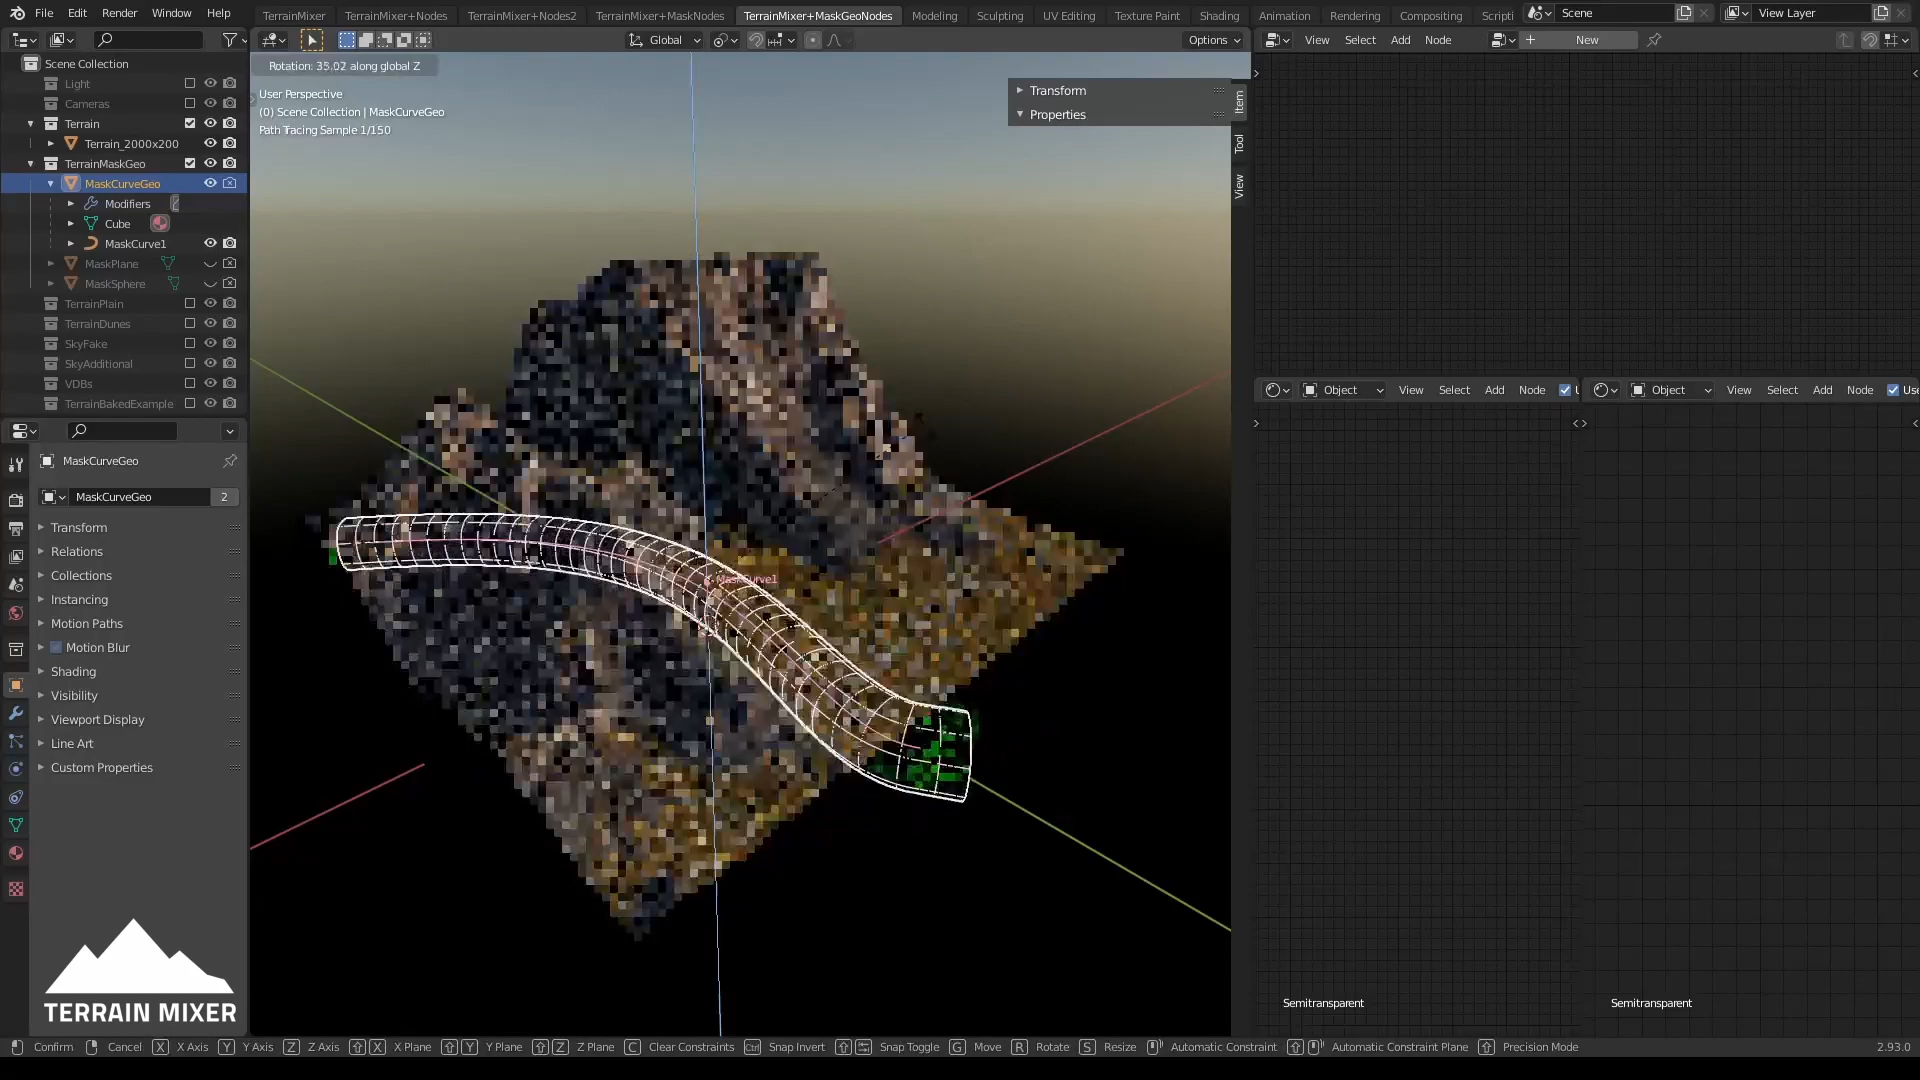 File Edit Render Window Help
TerrainMixer TerrainMixer+Nodes TerrainMixer+Nodes2 TerrainMixer+MaskNodes TerrainMixer+MaskGeoNodes Modeling Sculpting UV Editing Texture Paint Shading Animation Rendering Compositing Scripti
Scene
View Layer
Global
Options
View Select Add Node
New
Scene Collection
Light
Cameras
Terrain
Terrain_2000x200
TerrainMaskGeo
MaskCurveGeo
Modifiers
Cube
MaskCurve1
MaskPlane
MaskSphere
TerrainPlain
TerrainDunes
SkyFake
SkyAdditional
VDBs
TerrainBakedExample
Rotation: 35.02 along global Z
User Perspective
(0) Scene Collection | MaskCurveGeo
Path Tracing Sample 1/150
Transform
Properties
Item
Tool
View
MaskCurve1
MaskCurveGeo
MaskCurveGeo 2
Transform
Relations
Collections
Instancing
Motion Paths
Motion Blur
Shading
Visibility
Viewport Display
Line Art
Custom Properties
TERRAIN MIXER
Object View Select Add Node U
Object View Select Add Node Use
Semitransparent
Semitransparent
Confirm Cancel X X Axis Y Y Axis Z Z Axis X X Plane Y Y Plane Z Z Plane C Clear Constraints Ctrl Snap Invert Snap Toggle G Move R Rotate S Resize Automatic Constraint Automatic Constraint Plane Precision Mode 2.93.0